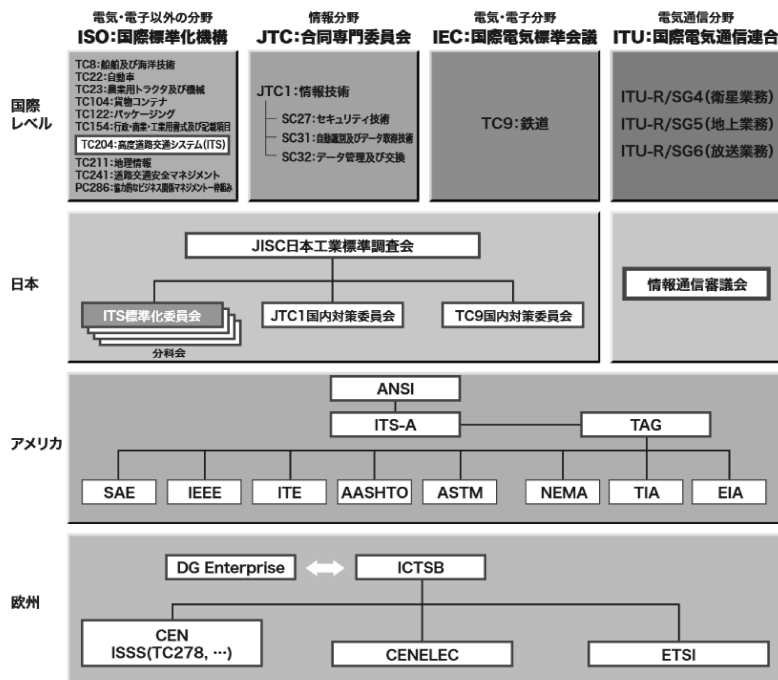 電気・電子以外の分野
ISO：国際標準化機構
情報分野
JTC：合同専門委員会
電気・電子分野
IEC：国際電気標準会議
電気通信分野
ITU：国際電気通信連合
国際
レベル
TC8：船舶及び海洋技術
TC22：自動車
TC23：農業用トラクタ及び機械
TC104：貨物コンテナ
TC122：パッケージング
TC154：行政・商業・工業用書式及び記載項目
TC204：高度道路交通システム（ITS）
TC211：地理情報
TC241：道路交通安全マネジメント
PC286：協力的なビジネス関係マネジメント－枠組み
JTC1：情報技術
SC27：セキュリティ技術
SC31：自動識別及びデータ取得技術
SC32：データ管理及び交換
TC9：鉄道
ITU-R/SG4（衛星業務）
ITU-R/SG5（地上業務）
ITU-R/SG6（放送業務）
日本
JISC日本工業標準調査会
ITS標準化委員会
分科会
JTC1国内対策委員会
TC9国内対策委員会
情報通信審議会
アメリカ
ANSI
ITS-A
TAG
SAE
IEEE
ITE
AASHTO
ASTM
NEMA
TIA
EIA
欧州
DG Enterprise
ICTSB
CEN
ISSS(TC278, …)
CENELEC
ETSI